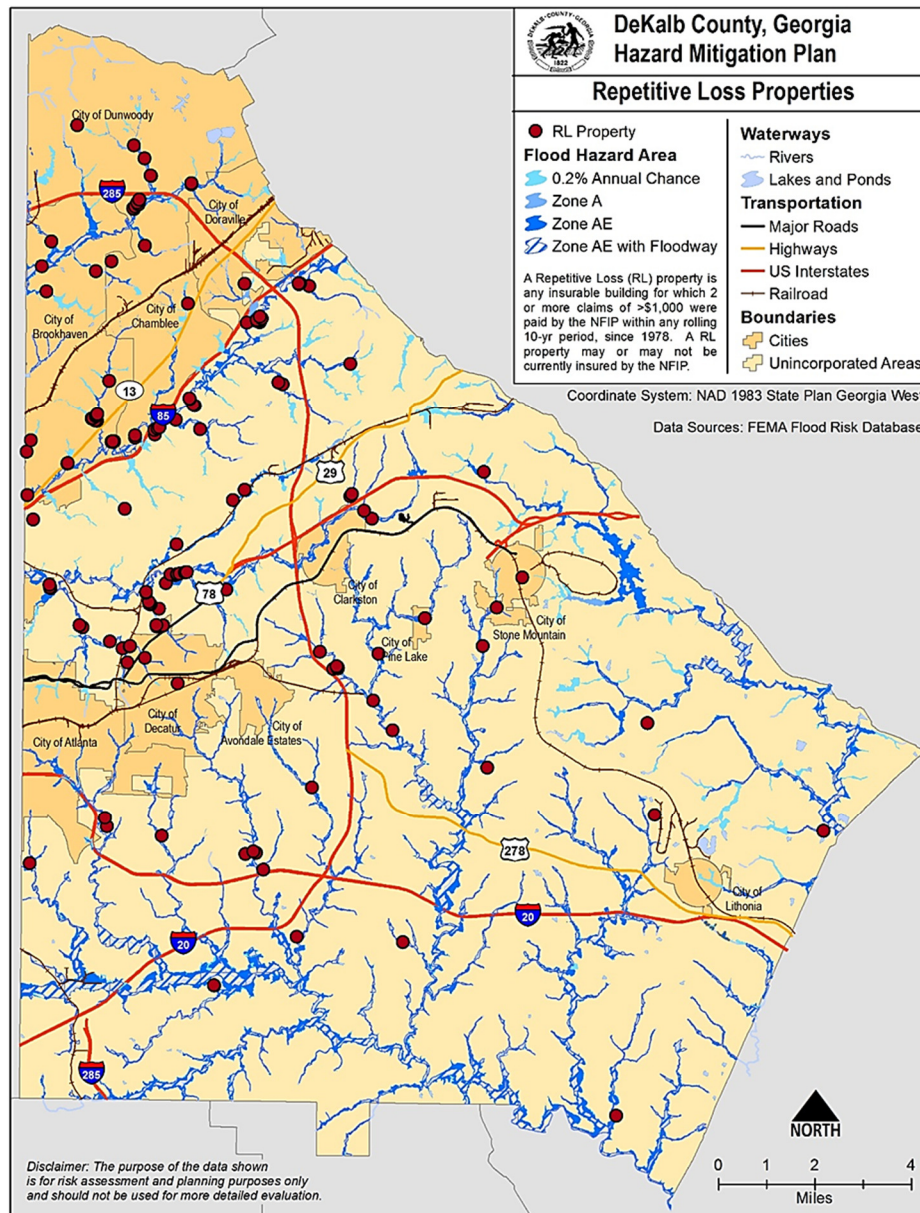 DEKALB·COUNTY·GEORGIA
1822
DeKalb County, Georgia
Hazard Mitigation Plan
Repetitive Loss Properties
RL Property
Flood Hazard Area
0.2% Annual Chance
Zone A
Zone AE
Zone AE with Floodway
A Repetitive Loss (RL) property is
any insurable building for which 2
or more claims of >$1,000 were
paid by the NFIP within any rolling
10-yr period, since 1978. A RL
property may or may not be
currently insured by the NFIP.
Waterways
Rivers
Lakes and Ponds
Transportation
Major Roads
Highways
US Interstates
Railroad
Boundaries
Cities
Unincorporated Areas
Coordinate System: NAD 1983 State Plan Georgia West
Data Sources: FEMA Flood Risk Database
City of Dunwoody
285
City of
Doraville
City of
Brookhaven
City of
Chamblee
13
85
29
78
City of
Clarkston
City of
Stone Mountain
City of
Pine Lake
City of Atlanta
City of
Decatur
City of
Avondale Estates
278
City of
Lithonia
20
20
285
NORTH
0 1 2 4
Miles
Disclaimer: The purpose of the data shown
is for risk assessment and planning purposes only
and should not be used for more detailed evaluation.